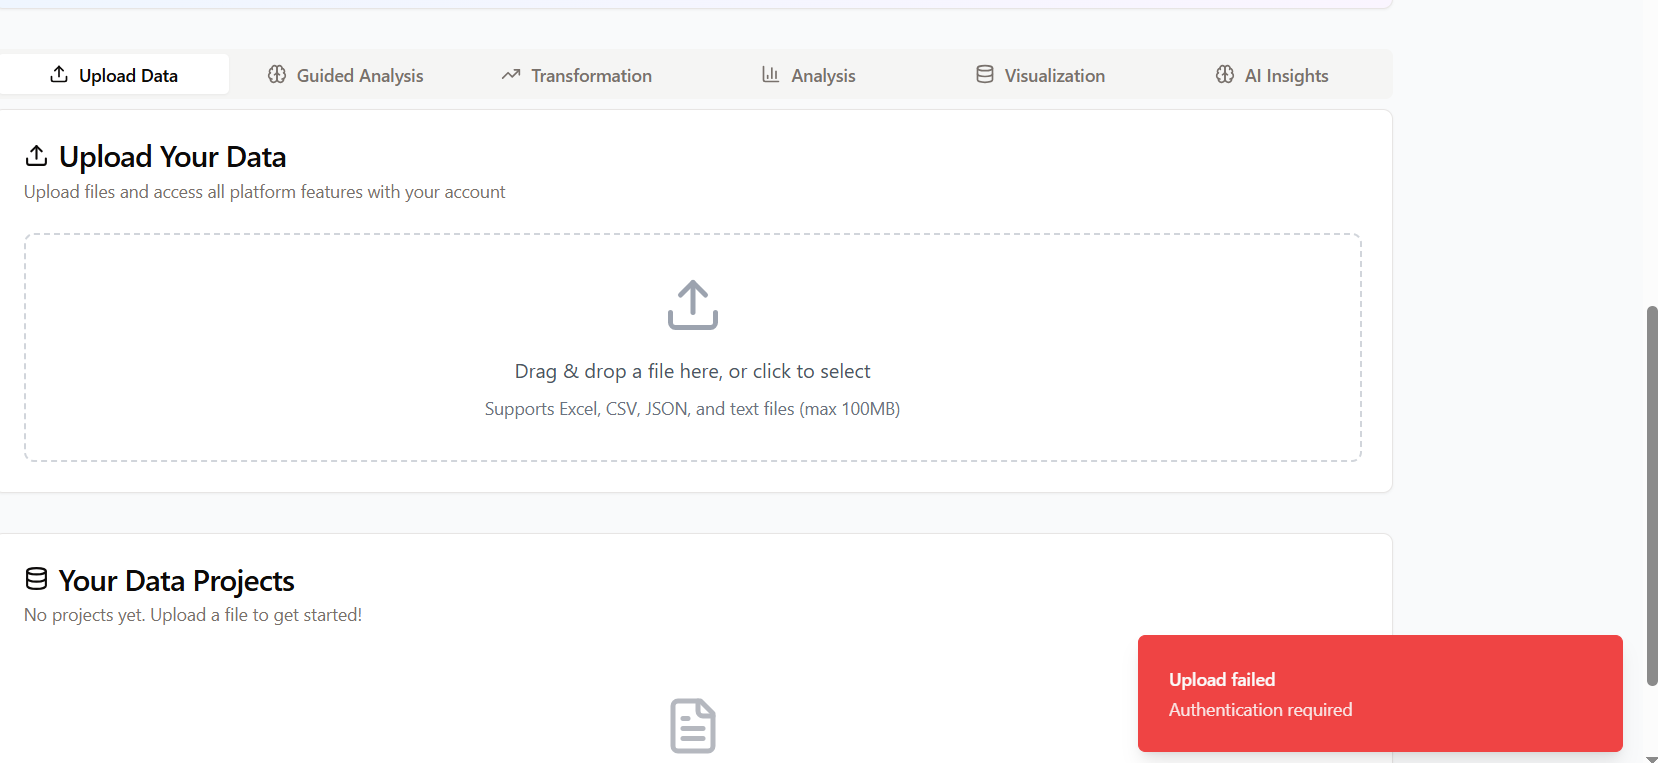 Upload Data
Guided Analysis
Transformation
Analysis
Visualization
AI Insights
Upload Your Data
Upload files and access all platform features with your account
Drag & drop a file here, or click to select
Supports Excel, CSV, JSON, and text files (max 100MB)
Your Data Projects
No projects yet. Upload a file to get started!
Upload failed
Authentication required